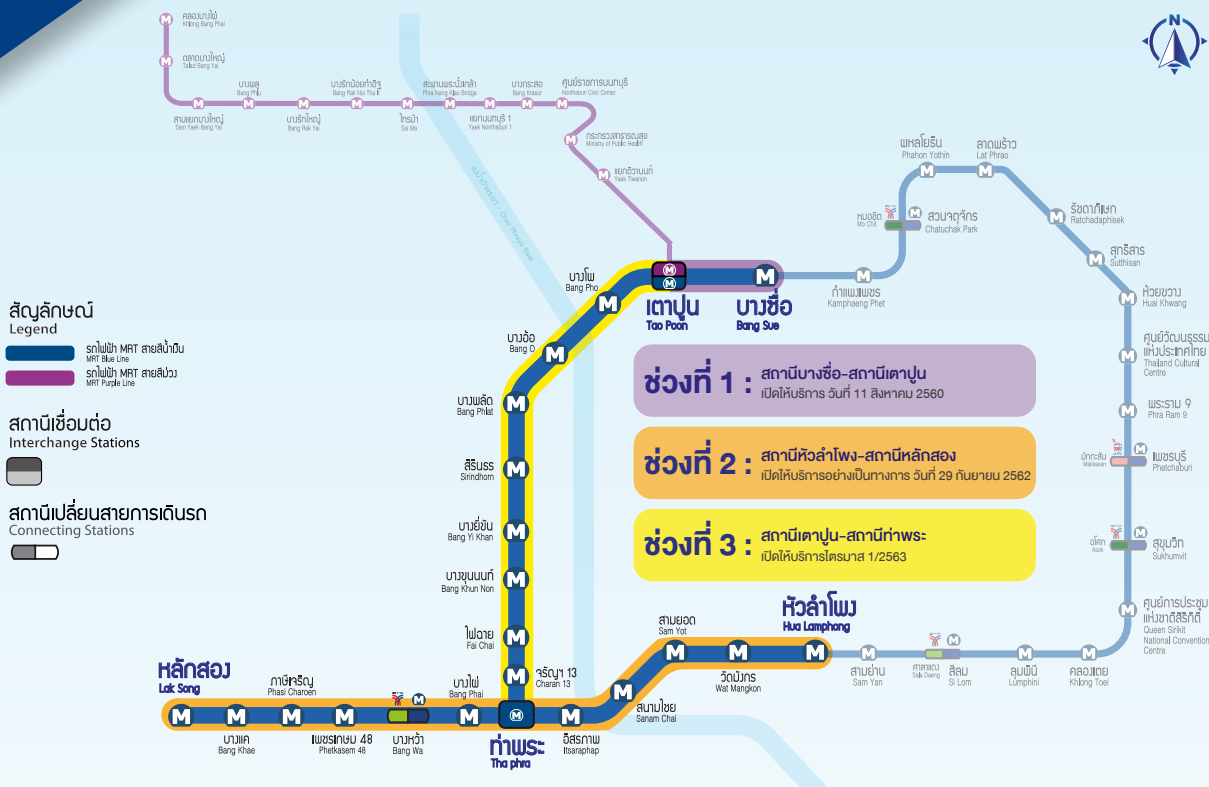 N
คลองบางไผ่
Khlong Bang Phai
ตลาดบางใหญ่
Talad Bang Yai
สามแยกบางใหญ่
Sam Yaek Bang Yai
บางพลู
Bang Phlu
บางรักใหญ่
Bang Rak Yai
บางรักน้อยท่าอิฐ
Bang Rak Noi Tha It
ไทรม้า
Sai Ma
สะพานพระนั่งเกล้า
Phra Nang Klao Bridge
แยกนนทบุรี 1
Yaek Nonthaburi 1
บางกระสอ
Bang Krasor
ศูนย์ราชการนนทบุรี
Nonthaburi Civic Center
กระทรวงสาธารณสุข
Ministry of Public Health
แยกติวานนท์
Yaek Tiwanon
แม่น้ำเจ้าพระยา - Chao Phraya River
เตาปูน
Tao Poon
บางซื่อ
Bang Sue
กำแพงเพชร
Kamphaeng Phet
หมอชิต
Mo Chit
สวนจตุจักร
Chatuchak Park
พหลโยธิน
Phahon Yothin
ลาดพร้าว
Lat Phrao
รัชดาภิเษก
Ratchadaphisek
สุทธิสาร
Sutthisan
ห้วยขวาง
Huai Khwang
ศูนย์วัฒนธรรม
แห่งประเทศไทย
Thailand Cultural
Centre
พระราม 9
Phra Ram 9
มักกะสัน
Makkasan
เพชรบุรี
Phetchaburi
อโศก
Asok
สุขุมวิท
Sukhumvit
ศูนย์การประชุม
แห่งชาติสิริกิติ์
Queen Sirikit
National Convention
Centre
คลองเตย
Khlong Toei
ลุมพินี
Lumphini
สีลม
Si Lom
ศาลาแดง
Sala Daeng
สามย่าน
Sam Yan
หัวลำโพง
Hua Lamphong
วัดมังกร
Wat Mangkon
สามยอด
Sam Yot
สนามไชย
Sanam Chai
อิสรภาพ
Itsaraphap
ท่าพระ
Tha phra
บางไผ่
Bang Phai
บางหว้า
Bang Wa
เพชรเกษม 48
Phetkasem 48
ภาษีเจริญ
Phasi Charoen
บางแค
Bang Khae
หลักสอง
Lak Song
จรัญฯ 13
Charan 13
ไฟฉาย
Fai Chai
บางขุนนนท์
Bang Khun Non
บางยี่ขัน
Bang Yi Khan
สิรินธร
Sirindhorn
บางพลัด
Bang Phlat
บางอ้อ
Bang O
บางโพ
Bang Pho
สัญลักษณ์
Legend
รถไฟฟ้า MRT สายสีน้ำเงิน
MRT Blue Line
รถไฟฟ้า MRT สายสีม่วง
MRT Purple Line
สถานีเชื่อมต่อ
Interchange Stations
สถานีเปลี่ยนสายการเดินรถ
Connecting Stations
ช่วงที่ 1 : สถานีบางซื่อ-สถานีเตาปูน
เปิดให้บริการ วันที่ 11 สิงหาคม 2560
ช่วงที่ 2 : สถานีหัวลำโพง-สถานีหลักสอง
เปิดให้บริการอย่างเป็นทางการ วันที่ 29 กันยายน 2562
ช่วงที่ 3 : สถานีเตาปูน-สถานีท่าพระ
เปิดให้บริการไตรมาส 1/2563